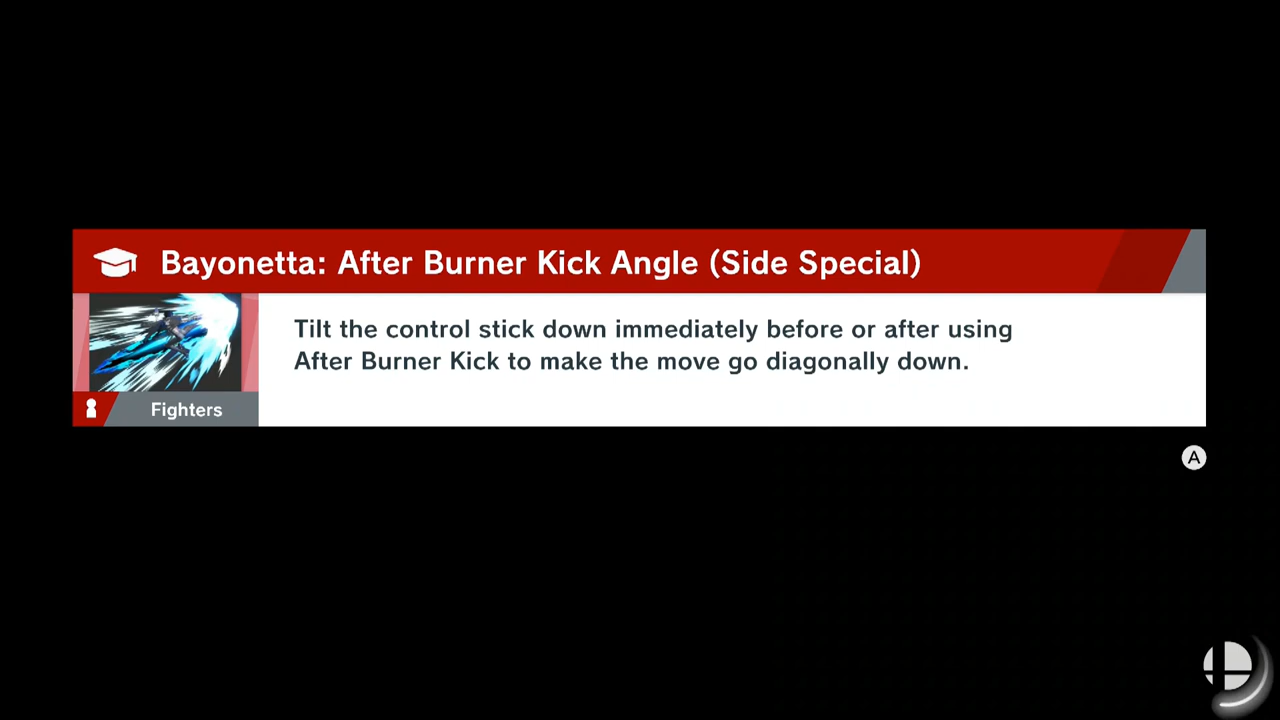 Bayonetta: After Burner Kick Angle (Side Special)
Tilt the control stick down immediately before or after using
After Burner Kick to make the move go diagonally down.
Fighters
A